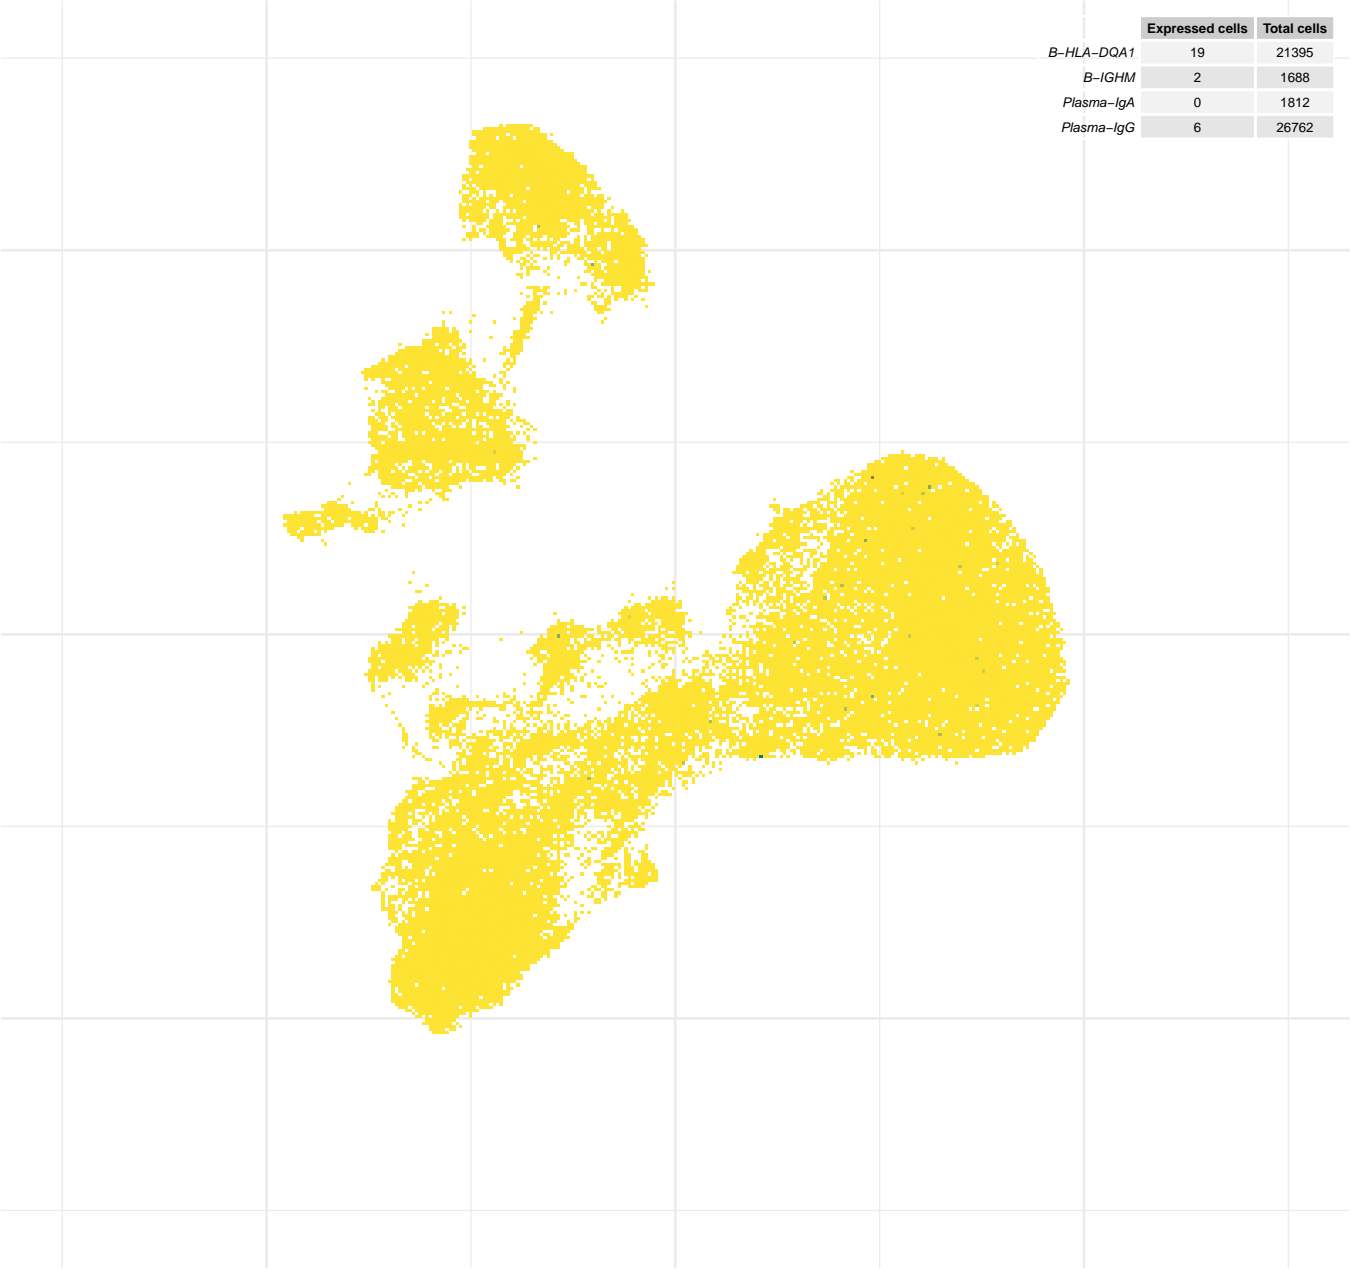 Expressed cells Total cells
B−HLA−DQA1 19 21395
B−IGHM 2 1688
Plasma−IgA 0 1812
Plasma−IgG 6 26762